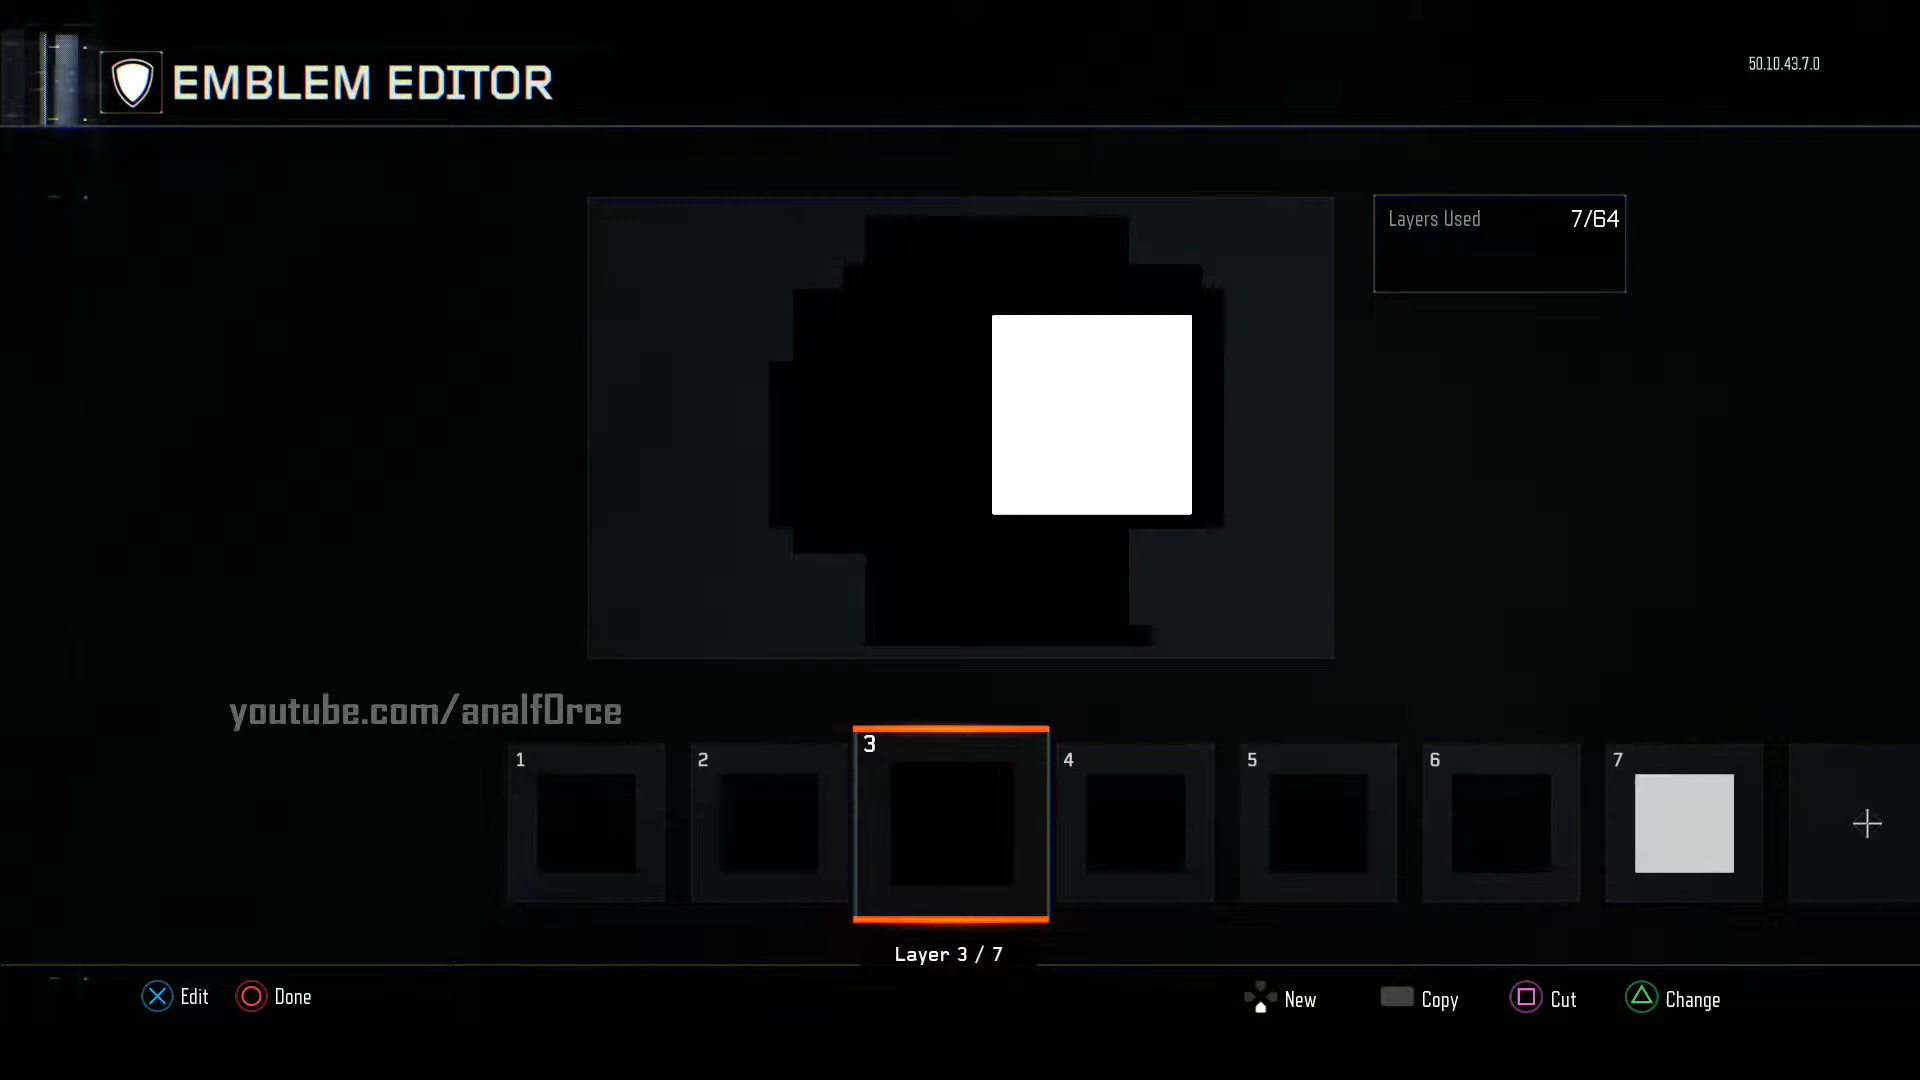 EMBLEM EDITOR
50.10.43.7.0
Layers Used 7/64
youtube.com/analf0rce
1 2 3 4 5 6 7
Layer 3 / 7
Edit Done New Copy Cut Change